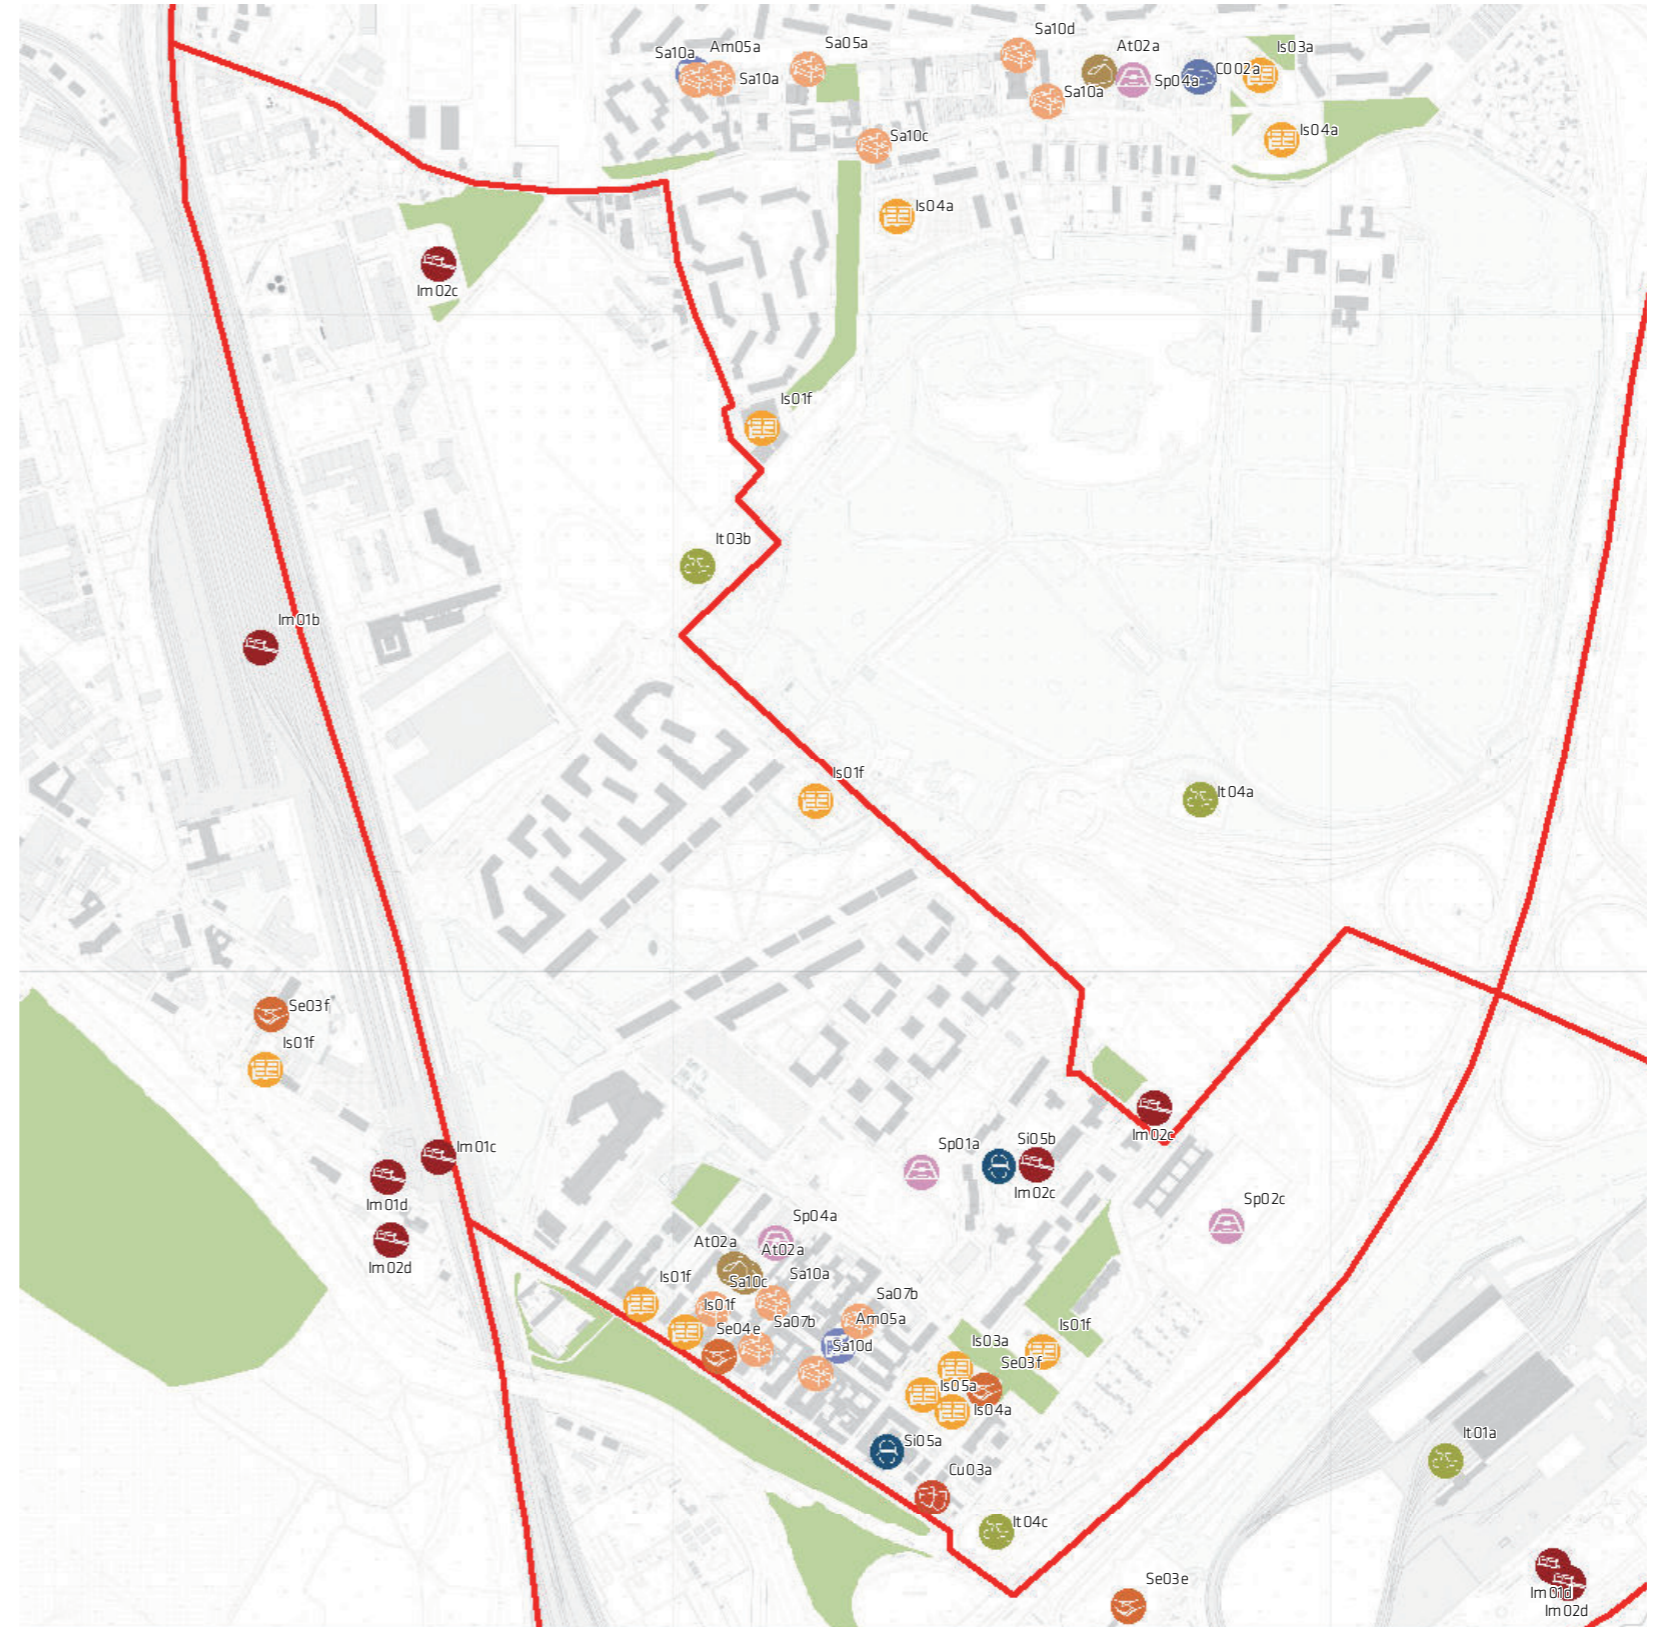 Sa10d
Sa05a
Am05a
At02a
Is03a
Sa10a
C002a
Sa10a
Sp04a
Sa10a
Is04a
Sa10c
Is04a
Im02c
Is01f
It03b
Im01b
Is01f
It04a
Se03f
Is01f
Im02c
Si05b
Sp01a
Im01c
Im02c
Sp02c
Im01d
Sp04a
At02a
At02a
Im02d
Sa10a
Is01f
Sa10c
Sa07b
Is01f
Am05a
Sa07b
Is01f
Se04e
Is03a
Sa10d
Se03f
Is05a
Is04a
It01a
Si05a
Cu03a
It04c
Se03e
Im01d
Im02d